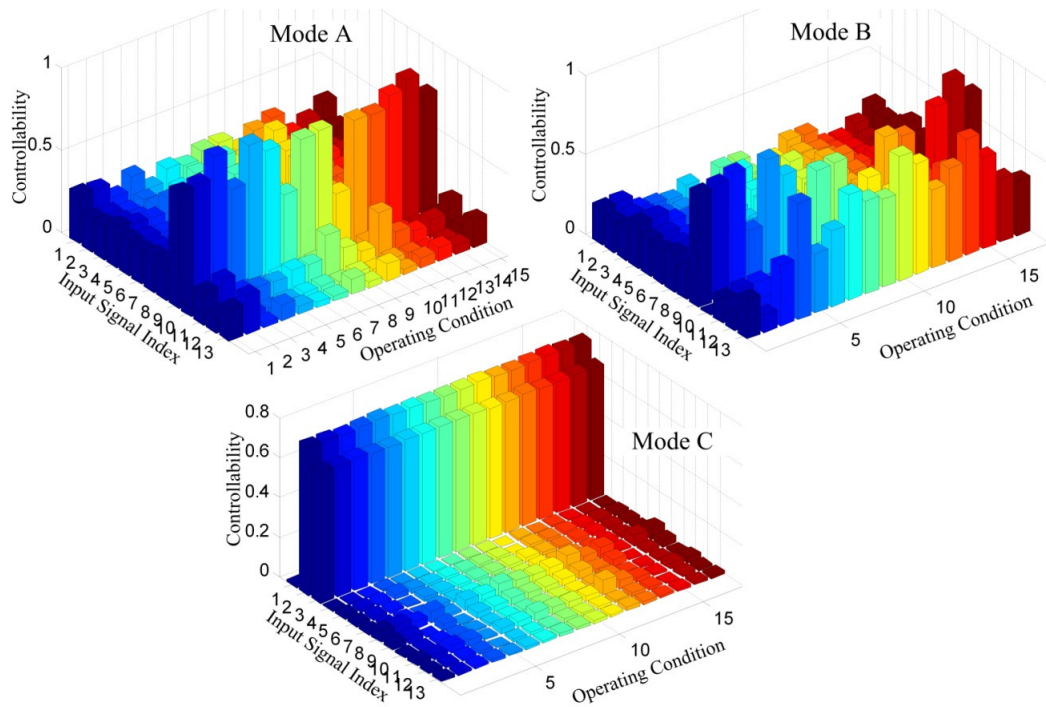 Mode A
1
0.5
0
Controllability
1 2 3 4 5 6 7 8 9 10 11 12 13
Input Signal Index
1 2 3 4 5 6 7 8 9 10 11 12 13 14 15
Operating Condition
Mode B
1
0.5
0
Controllability
1 2 3 4 5 6 7 8 9 10 11 12 13
Input Signal Index
5 10 15
Operating Condition
Mode C
0.8
0.6
0.4
0.2
0
Controllability
1 2 3 4 5 6 7 8 9 10 11 12 13
Input Signal Index
5 10 15
Operating Condition